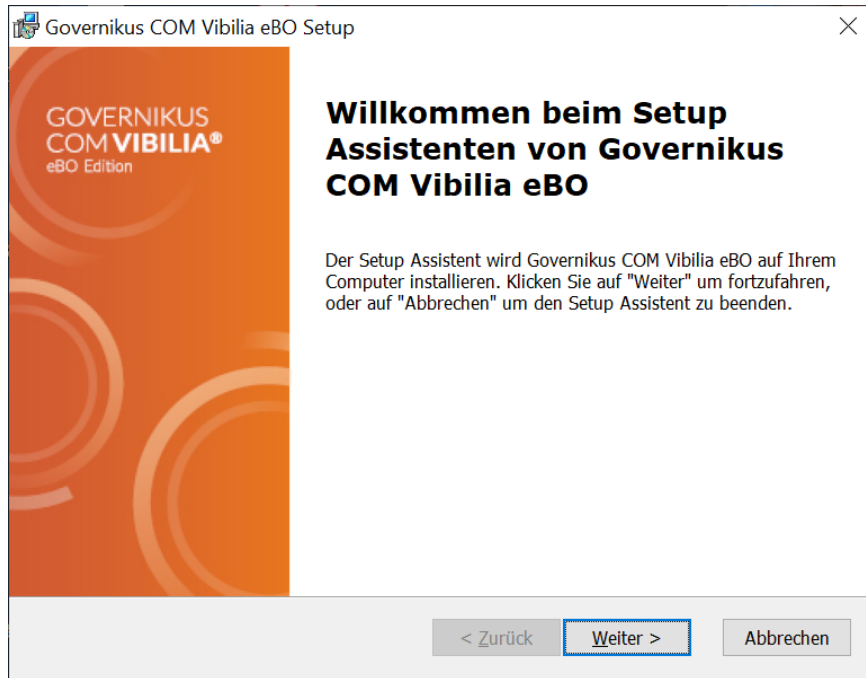 Governikus COM Vibilia eBO Setup
GOVERNIKUS
COM VIBILIA®
eBO Edition
Willkommen beim Setup
Assistenten von Governikus
COM Vibilia eBO
Der Setup Assistent wird Governikus COM Vibilia eBO auf Ihrem
Computer installieren. Klicken Sie auf "Weiter" um fortzufahren,
oder auf "Abbrechen" um den Setup Assistent zu beenden.
< Zurück Weiter > Abbrechen